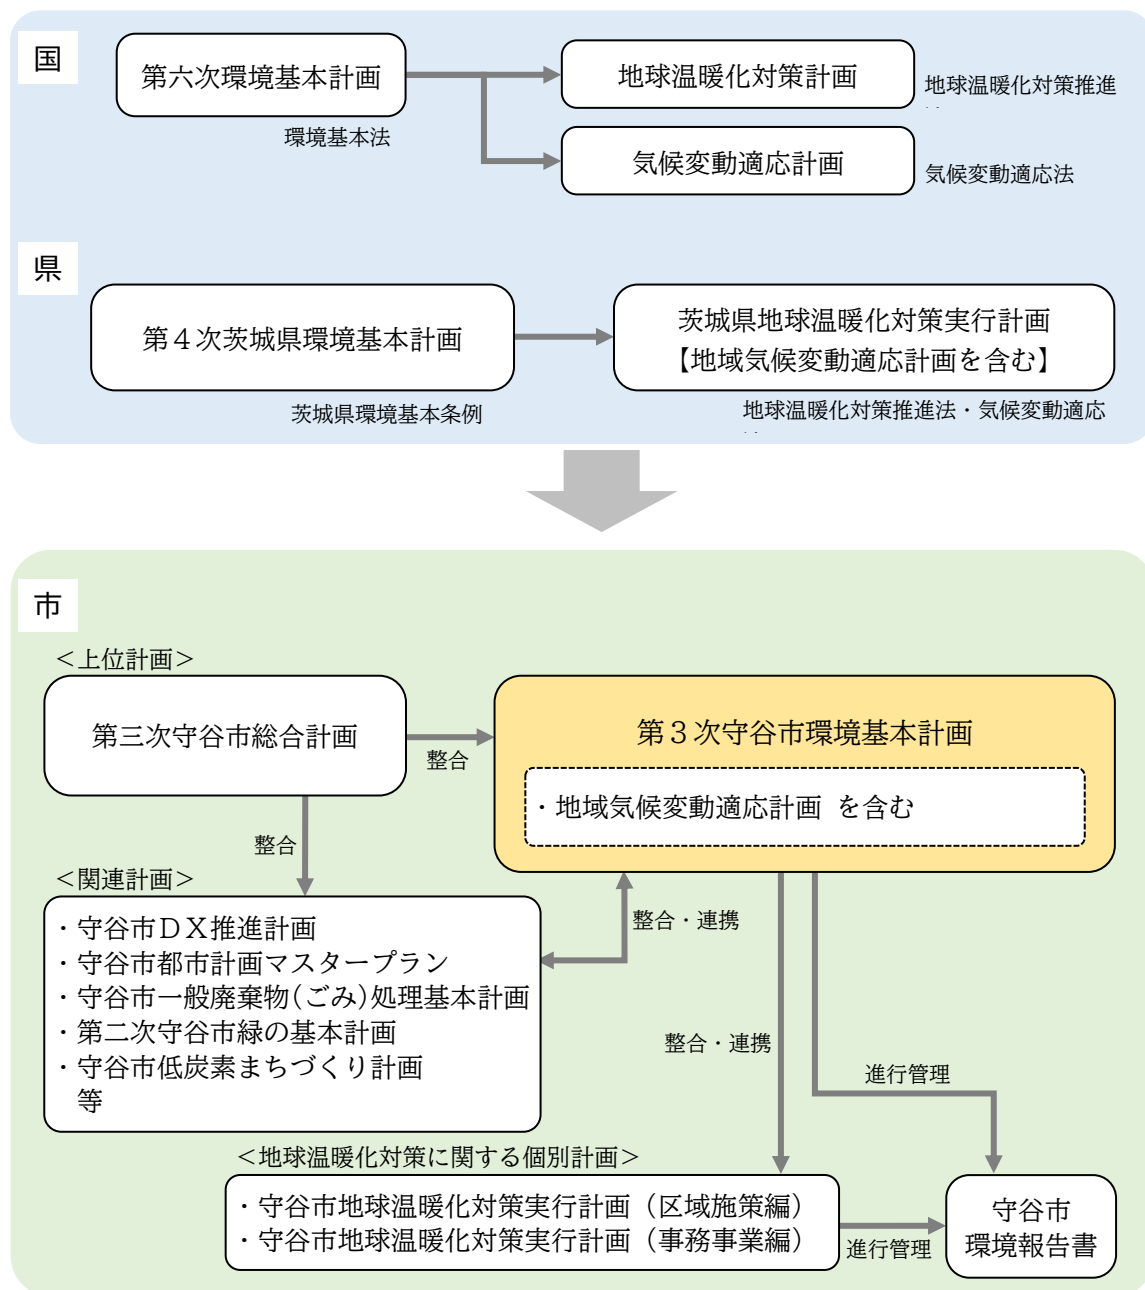 国
第六次環境基本計画
環境基本法
地球温暖化対策計画
地球温暖化対策推進
気候変動適応計画
気候変動適応法
県
第４次茨城県環境基本計画
茨城県環境基本条例
茨城県地球温暖化対策実行計画
【地域気候変動適応計画を含む】
地球温暖化対策推進法・気候変動適応
市
＜上位計画＞
第三次守谷市総合計画
整合
第３次守谷市環境基本計画
・地域気候変動適応計画 を含む
整合
＜関連計画＞
・守谷市ＤＸ推進計画
・守谷市都市計画マスタープラン
・守谷市一般廃棄物(ごみ)処理基本計画
・第二次守谷市緑の基本計画
・守谷市低炭素まちづくり計画
等
整合・連携
整合・連携
進行管理
＜地球温暖化対策に関する個別計画＞
・守谷市地球温暖化対策実行計画（区域施策編）
・守谷市地球温暖化対策実行計画（事務事業編）
進行管理
守谷市
環境報告書